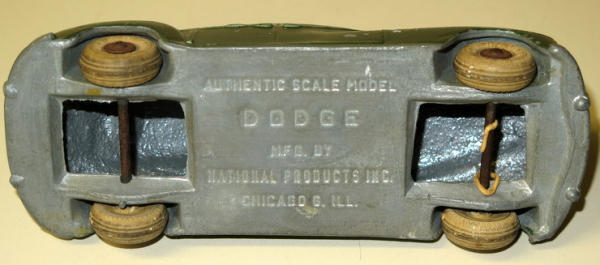 AUTHENTIC SCALE MODEL
DODGE
MFG. BY
NATIONAL PRODUCTS INC.
CHICAGO 6, ILL.